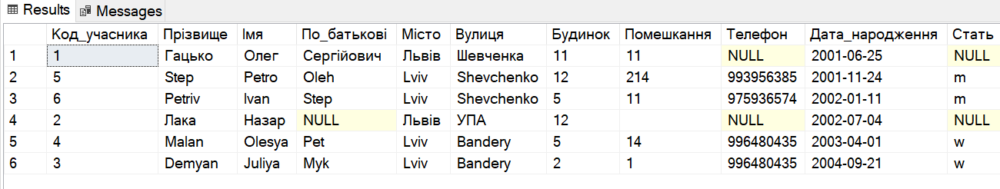 Results Messages
Код_учасника Прізвище Імя По_батькові Місто Вулиця Будинок Помешкання Телефон Дата_народження Стать
1 1 Гацько Олег Сергійович Львів Шевченка 11 11 NULL 2001-06-25 NULL
2 5 Step Petro Oleh Lviv Shevchenko 12 214 993956385 2001-11-24 m
3 6 Petriv Ivan Step Lviv Shevchenko 5 11 975936574 2002-01-11 m
4 2 Лака Назар NULL Львів УПА 12 NULL 2002-07-04 NULL
5 4 Malan Olesya Pet Lviv Bandery 5 14 996480435 2003-04-01 w
6 3 Demyan Juliya Myk Lviv Bandery 2 1 996480435 2004-09-21 w